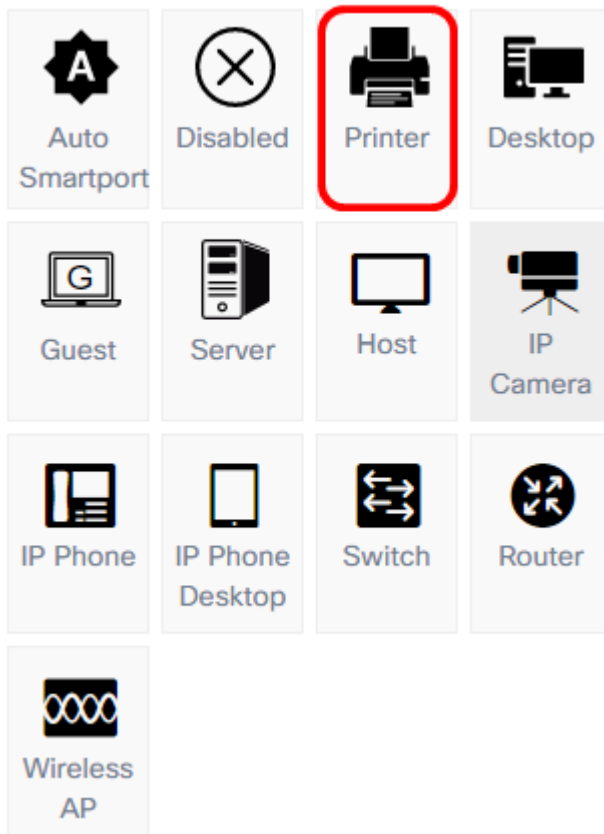 A
Auto
Smartport
Disabled
Printer
Desktop
G
Guest
Server
Host
IP
Camera
IP Phone
IP Phone
Desktop
Switch
Router
Wireless
AP